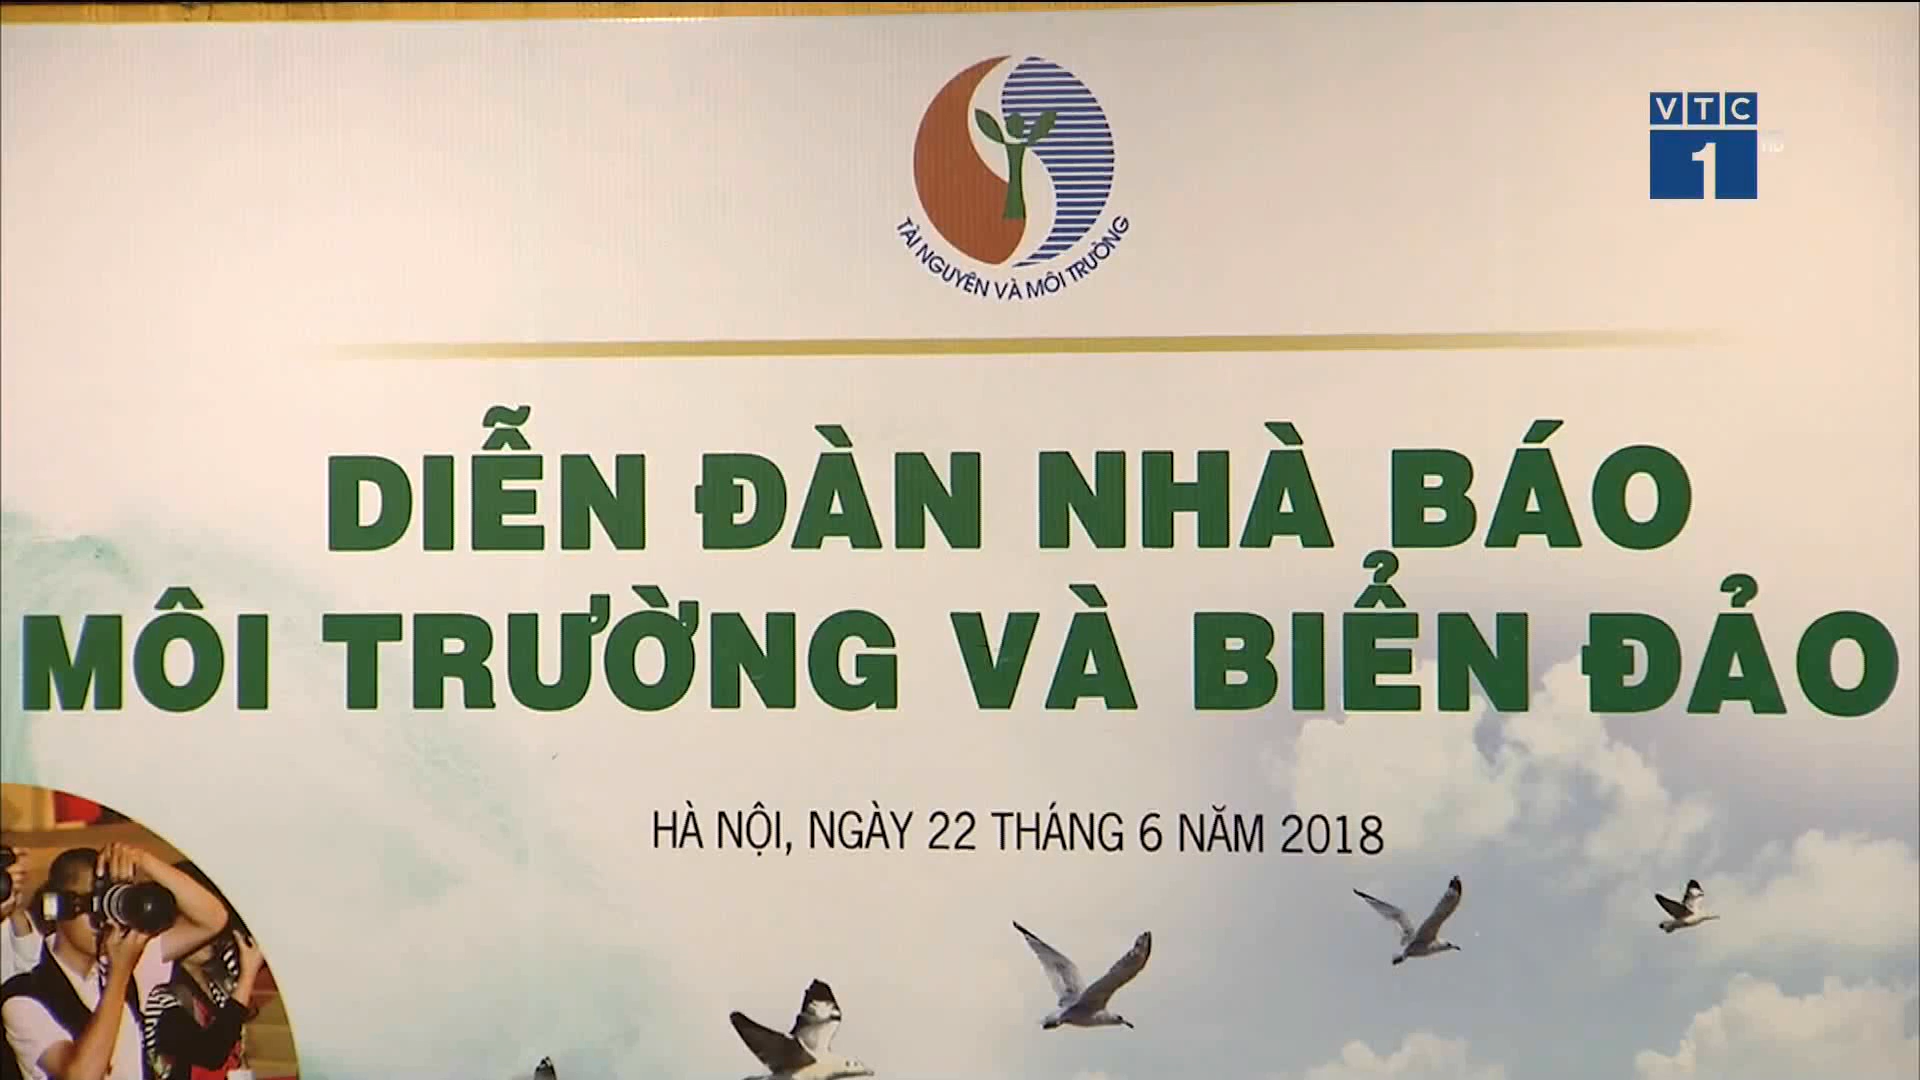 VTC
1
HD
TÀI NGUYÊN VÀ MÔI TRƯỜNG
DIỄN ĐÀN NHÀ BÁO
MÔI TRƯỜNG VÀ BIỂN ĐẢO
HÀ NỘI, NGÀY 22 THÁNG 6 NĂM 2018